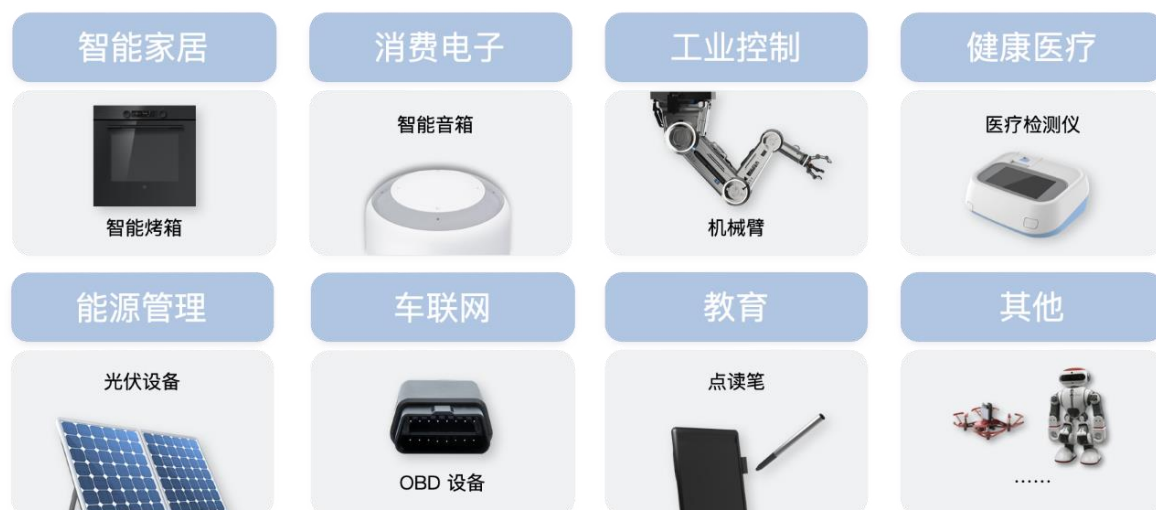 智能家居
消费电子
工业控制
健康医疗
智能烤箱
智能音箱
机械臂
医疗检测仪
能源管理
车联网
教育
其他
光伏设备
OBD 设备
点读笔
……